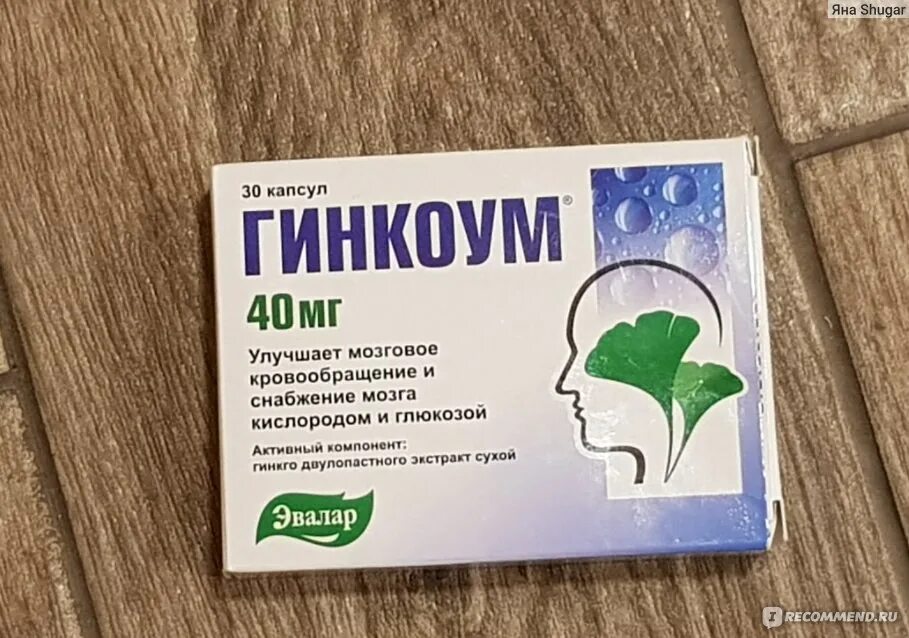 Яна Shugar
30 капсул
ГИНКОУМ®
40 мг
Улучшает мозговое
кровообращение и
снабжение мозга
кислородом и глюкозой
Активный компонент:
гинкго двулопастного экстракт сухой
Эвалар
I RECOMMEND.RU